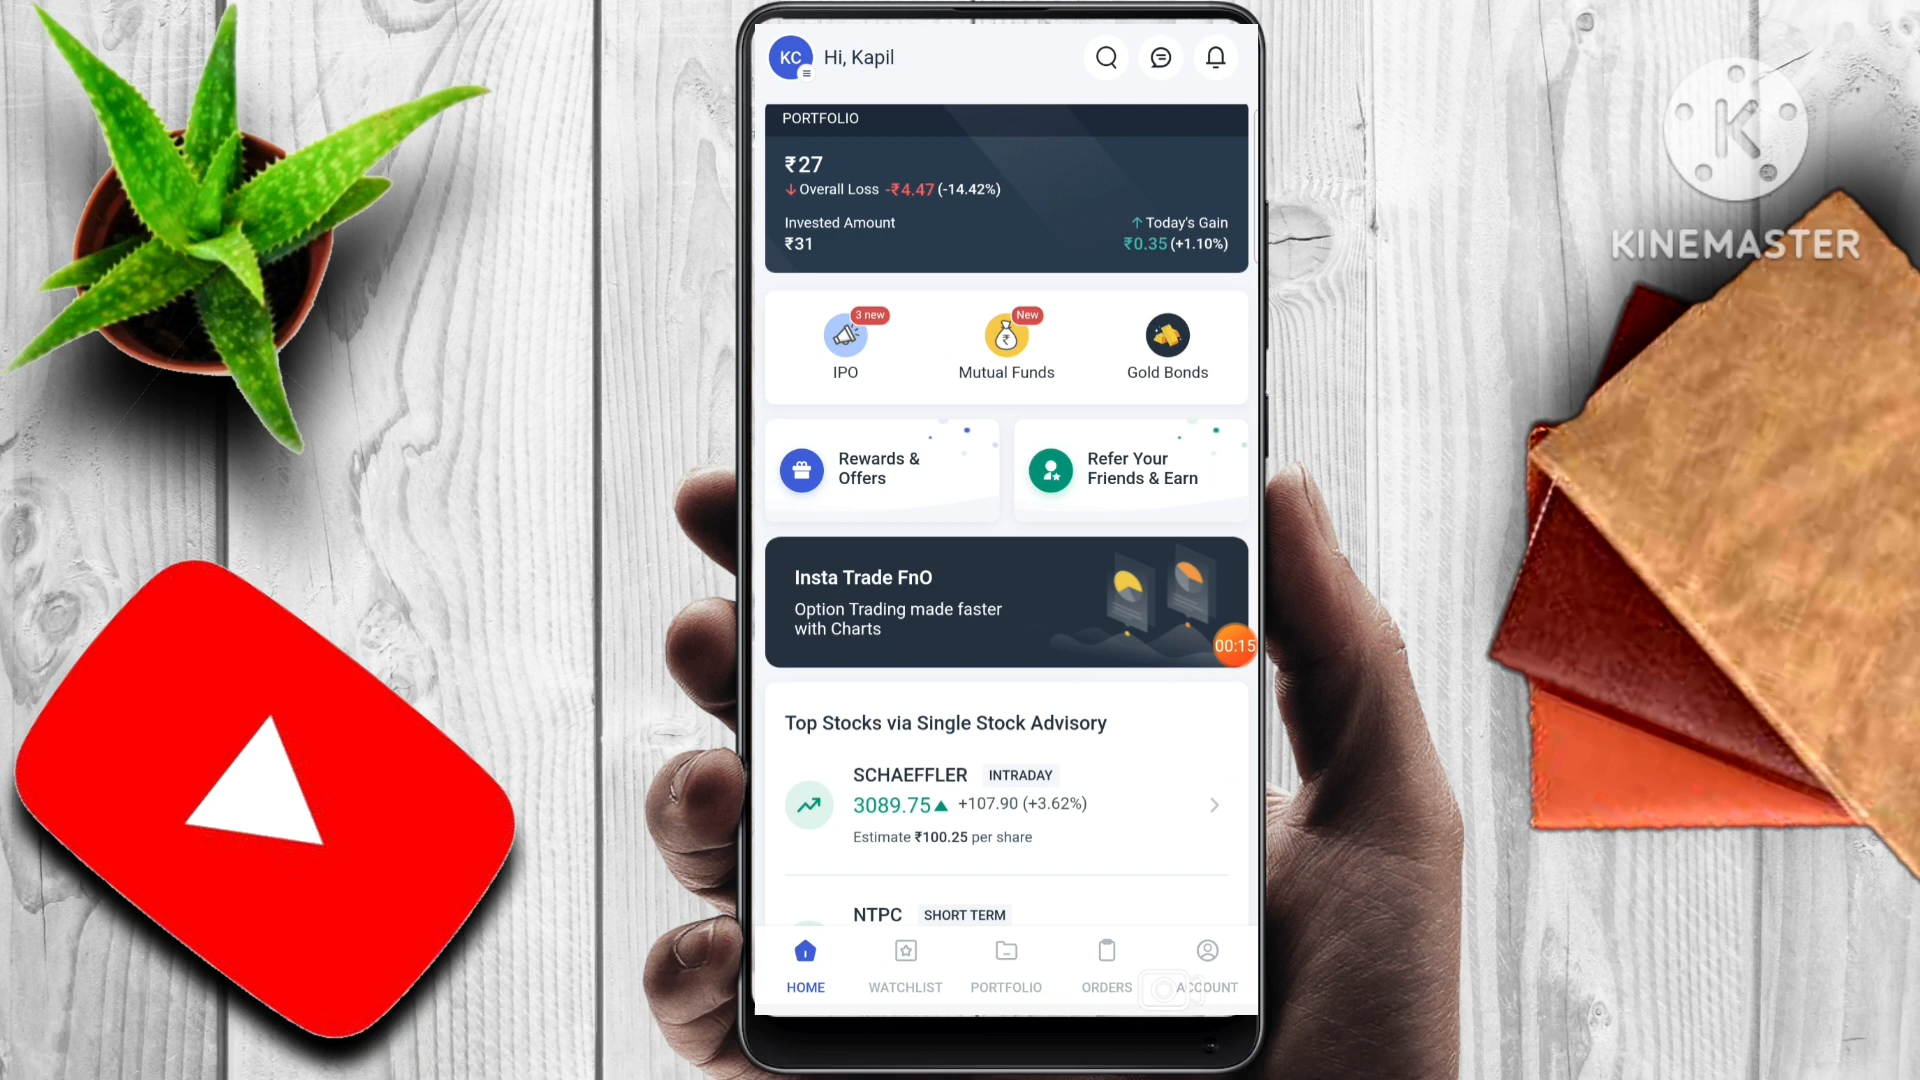 KC
Hi, Kapil
PORTFOLIO
₹27
Overall Loss -₹4.47 (-14.42%)
Invested Amount
Today's Gain
₹31
₹0.35 (+1.10%)
3 new
New
IPO
Mutual Funds
Gold Bonds
Rewards &
Offers
Refer Your
Friends & Earn
Insta Trade FnO
Option Trading made faster
with Charts
00:15
Top Stocks via Single Stock Advisory
SCHAEFFLER INTRADAY
3089.75 +107.90 (+3.62%)
Estimate ₹100.25 per share
NTPC SHORT TERM
HOME
WATCHLIST
PORTFOLIO
ORDERS
ACCOUNT
K
KINEMASTER